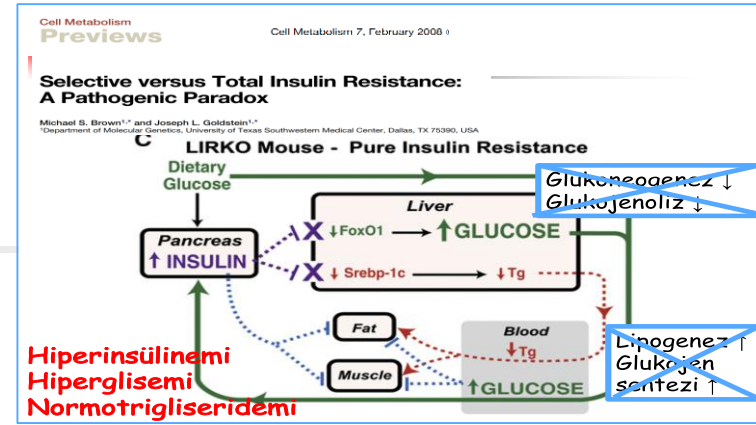 Cell Metabolism
Previews
Cell Metabolism 7, February 2008
Selective versus Total Insulin Resistance:
A Pathogenic Paradox
Michael S. Brown1,* and Joseph L. Goldstein1,*
1Department of Molecular Genetics, University of Texas Southwestern Medical Center, Dallas, TX 75390, USA
C LIRKO Mouse - Pure Insulin Resistance
Dietary
Glucose
Glukoneogenez ↓
Glukojenoliz ↓
Liver
X ↓FoxO1 → ↑GLUCOSE
Pancreas
↑ INSULIN
X ↓ Srebp-1c → ↓Tg
Fat
Muscle
Blood
↓Tg
↑GLUCOSE
Lipogenez ↑
Glukojen
sentezi ↑
Hiperinsülinemi
Hiperglisemi
Normotrigliseridemi